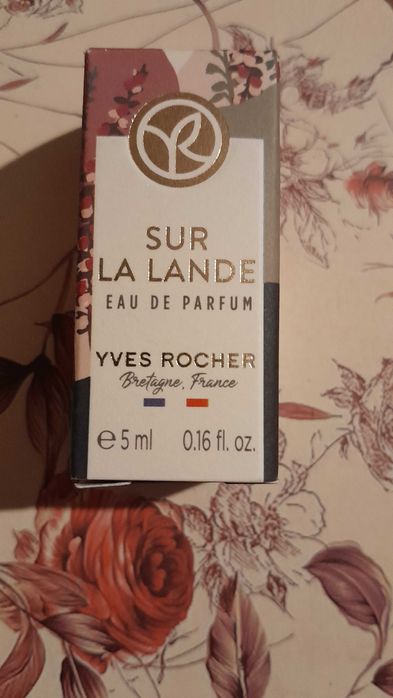 SUR
LA LANDE
EAU DE PARFUM
YVES ROCHER
Bretagne, France
℮ 5 ml 0.16 fl. oz.